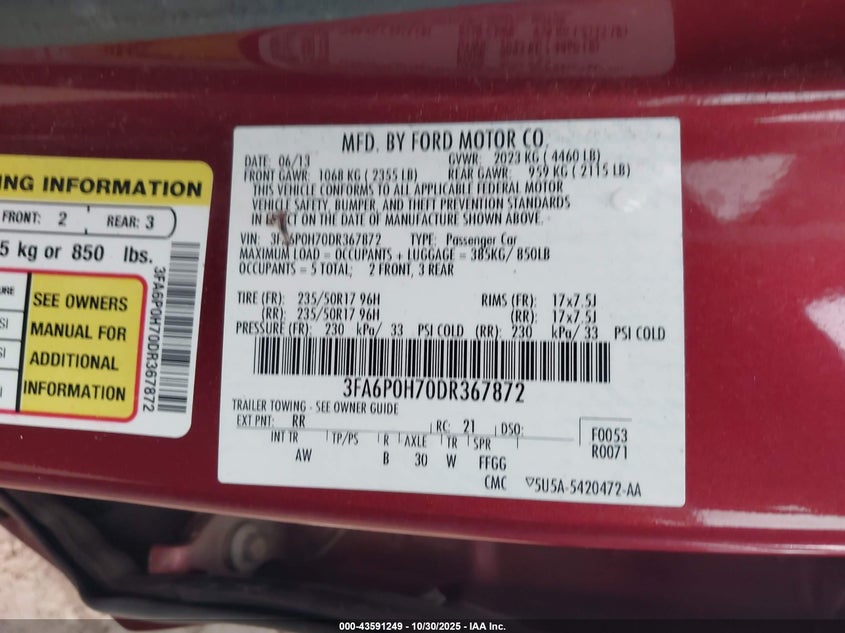 MFD. BY FORD MOTOR CO.
DATE: 06/13 GVWR: 2023 KG ( 4460 LB)
FRONT GAWR: 1068 KG ( 2355 LB) REAR GAWR: 959 KG ( 2115 LB)
THIS VEHICLE CONFORMS TO ALL APPLICABLE FEDERAL MOTOR
VEHICLE SAFETY, BUMPER, AND THEFT PREVENTION STANDARDS
IN EFFECT ON THE DATE OF MANUFACTURE SHOWN ABOVE.
VIN: 3FA6P0H70DR367872 TYPE: Passenger Car
MAXIMUM LOAD = OCCUPANTS + LUGGAGE = 385KG/ 850LB
OCCUPANTS = 5 TOTAL; 2 FRONT, 3 REAR
TIRE (FR): 235/50R17 96H RIMS (FR): 17x7.5J
(RR): 235/50R17 96H (RR): 17x7.5J
PRESSURE (FR): 230 kPa/ 33 PSI COLD (RR): 230 kPa/ 33 PSI COLD
3FA6P0H70DR367872
TRAILER TOWING - SEE OWNER GUIDE
EXT PNT: RR RC: 21 DSO: F0053
R0071
INT TR TP/PS R AXLE TR SPR
AW B 30 W FFGG
CMC 5U5A-5420472-AA
ING INFORMATION
FRONT: 2 REAR: 3
5 kg or 850 lbs.
SEE OWNERS
MANUAL FOR
ADDITIONAL
INFORMATION
3FA6P0H70DR367872
000-43591249 - 10/30/2025 - IAA Inc.